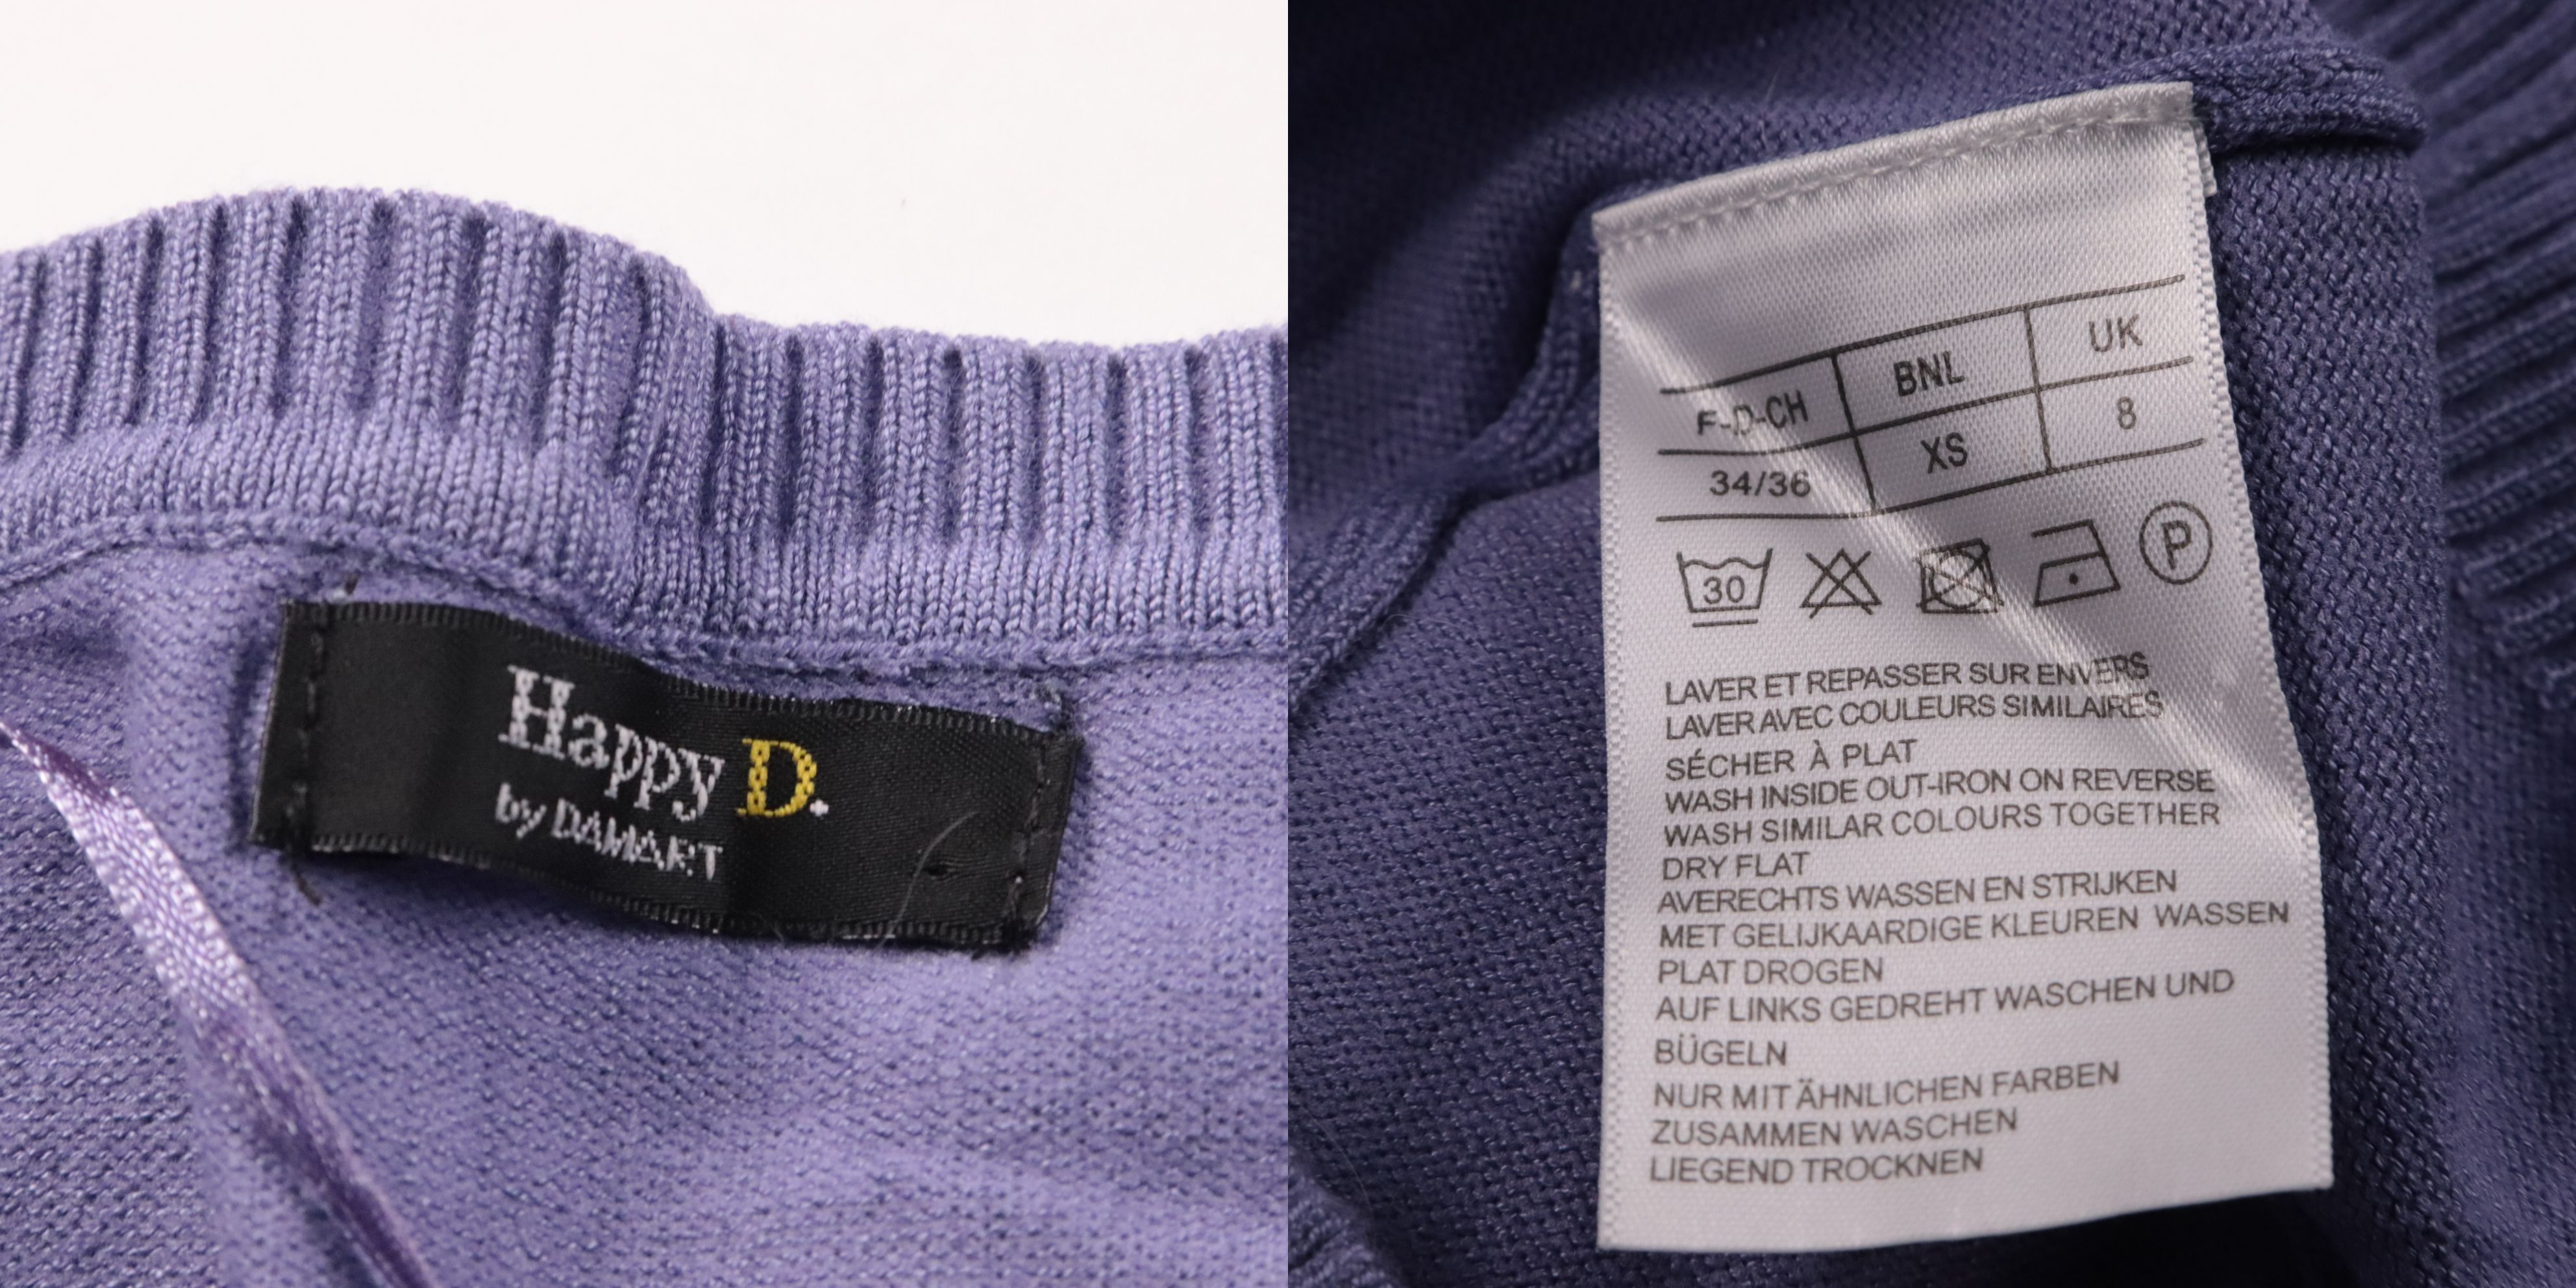 Happy D.
by DAMART
F-D-CH BNL UK
34/36 XS 8
30 P
LAVER ET REPASSER SUR ENVERS
LAVER AVEC COULEURS SIMILAIRES
SÉCHER À PLAT
WASH INSIDE OUT-IRON ON REVERSE
WASH SIMILAR COLOURS TOGETHER
DRY FLAT
AVERECHTS WASSEN EN STRIJKEN
MET GELIJKAARDIGE KLEUREN WASSEN
PLAT DROGEN
AUF LINKS GEDREHT WASCHEN UND
BÜGELN
NUR MIT ÄHNLICHEN FARBEN
ZUSAMMEN WASCHEN
LIEGEND TROCKNEN